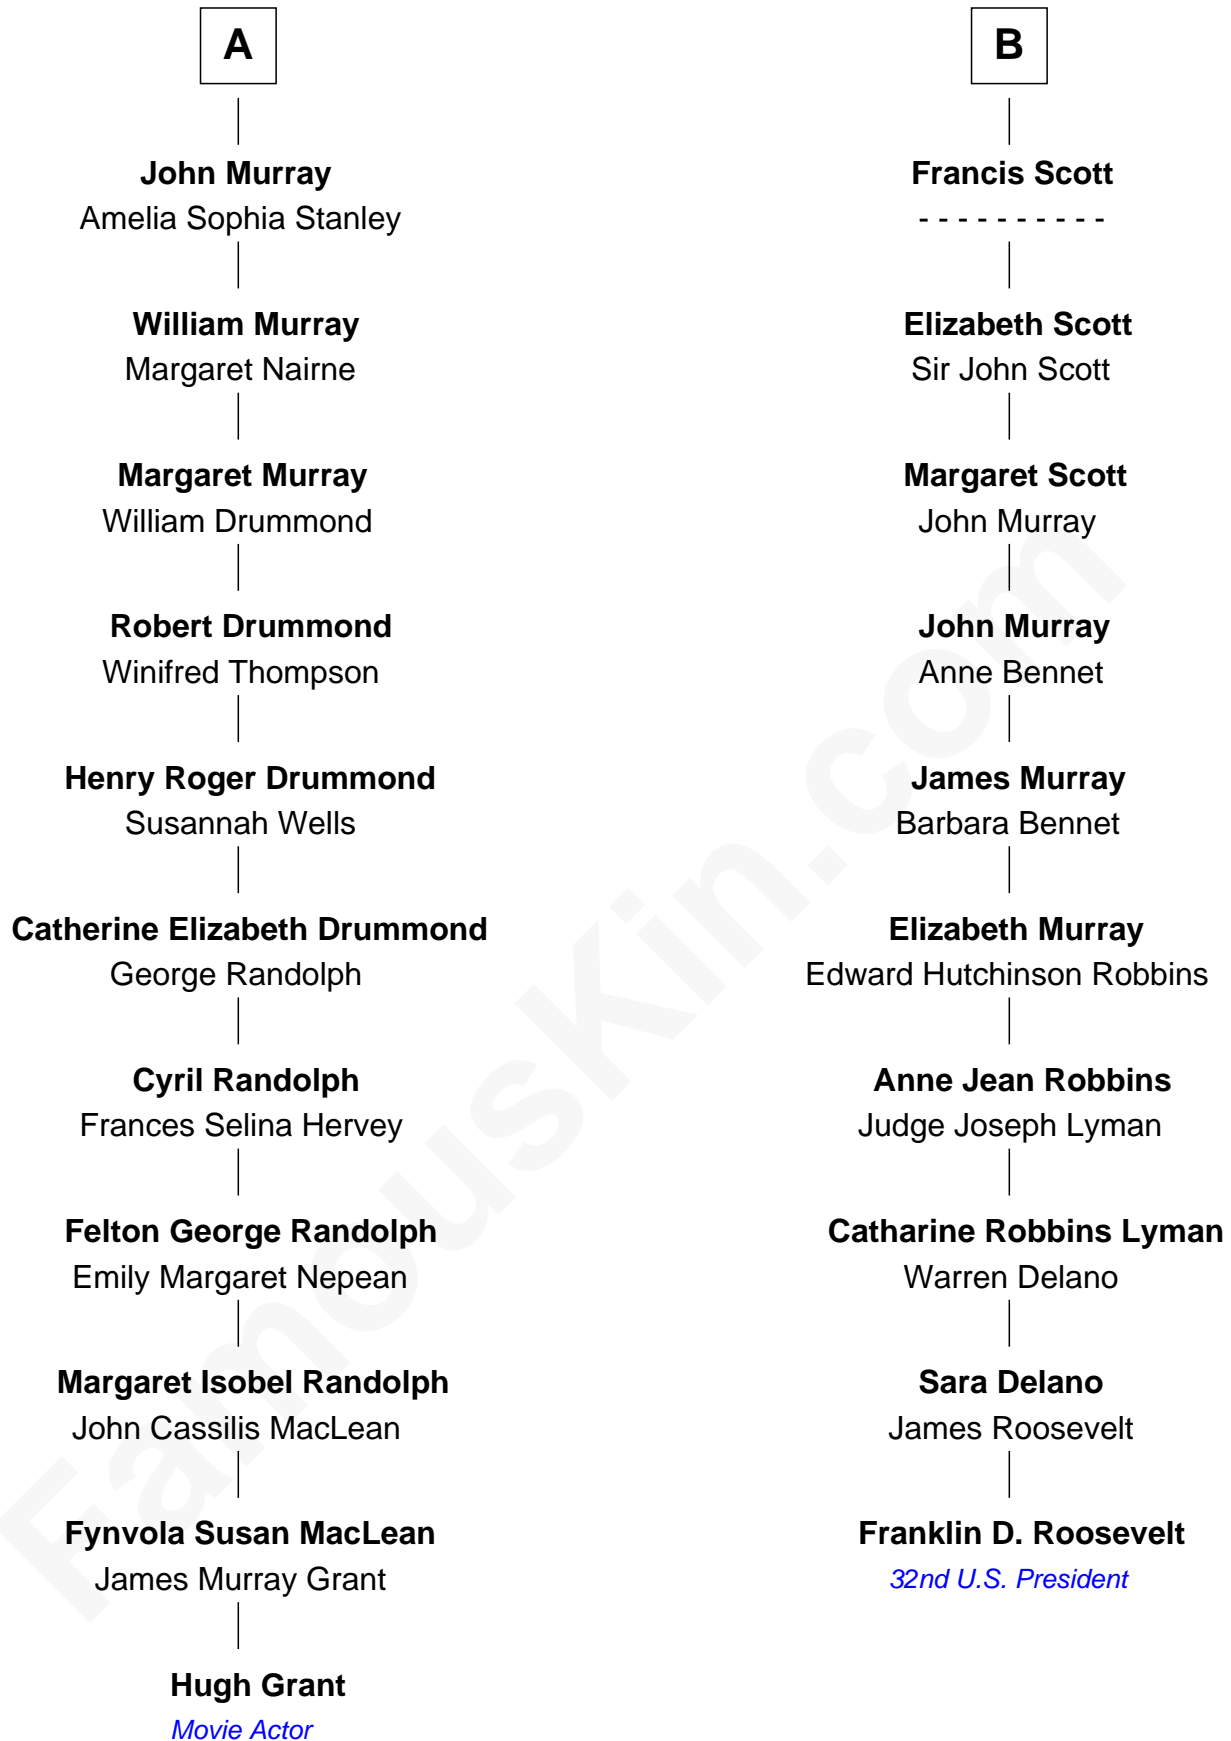 A
John Murray
Amelia Sophia Stanley
William Murray
Margaret Nairne
Margaret Murray
William Drummond
Robert Drummond
Winifred Thompson
Henry Roger Drummond
Susannah Wells
Catherine Elizabeth Drummond
George Randolph
Cyril Randolph
Frances Selina Hervey
Felton George Randolph
Emily Margaret Nepean
Margaret Isobel Randolph
John Cassilis MacLean
Fynvola Susan MacLean
James Murray Grant
Hugh Grant
Movie Actor
B
Francis Scott
- - - - - - - - - -
Elizabeth Scott
Sir John Scott
Margaret Scott
John Murray
John Murray
Anne Bennet
James Murray
Barbara Bennet
Elizabeth Murray
Edward Hutchinson Robbins
Anne Jean Robbins
Judge Joseph Lyman
Catharine Robbins Lyman
Warren Delano
Sara Delano
James Roosevelt
Franklin D. Roosevelt
32nd U.S. President
FamousKin.com